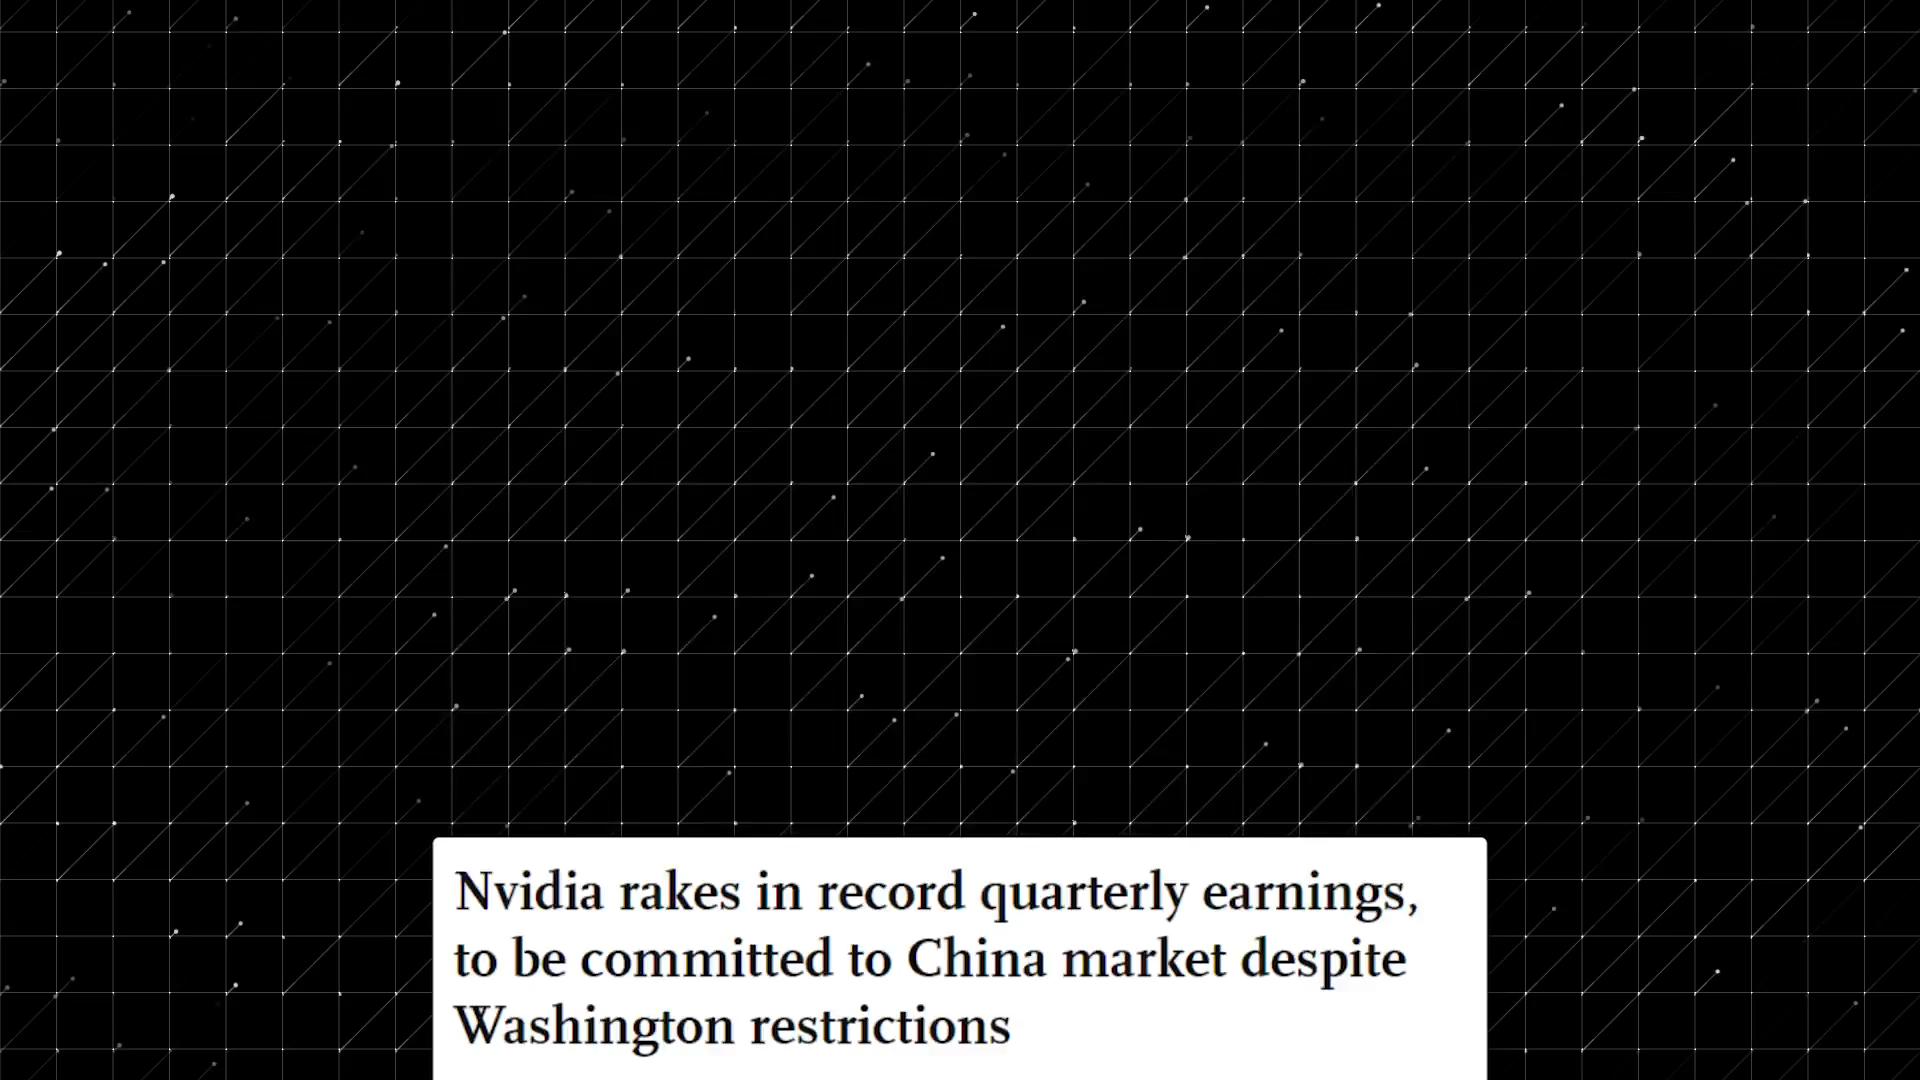 Nvidia rakes in record quarterly earnings,
to be committed to China market despite
Washington restrictions